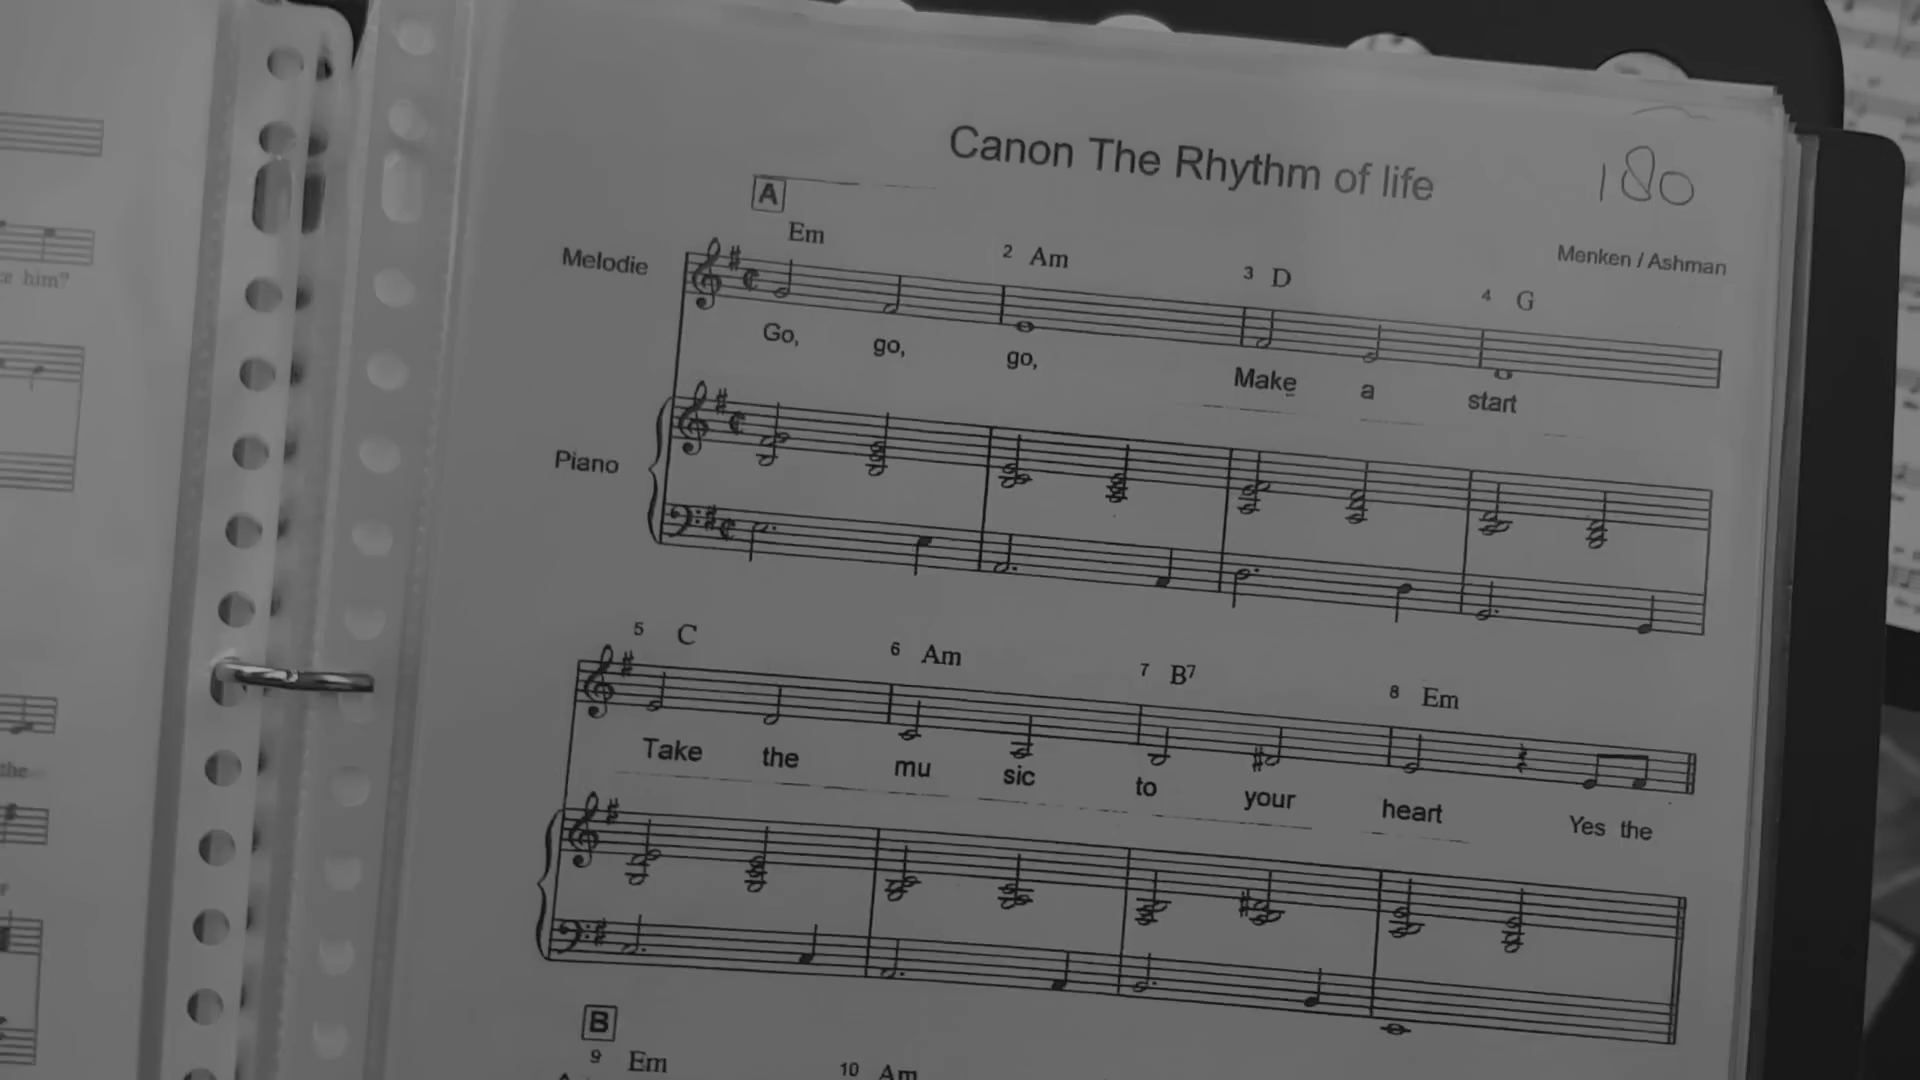 Canon The Rhythm of life
180
Menken / Ashman
A
Em 2 Am 3 D 4 G
Melodie
Go, go, go, Make a start
Piano
5 C 6 Am 7 B7 8 Em
Take the mu sic to your heart Yes the
B
9 Em 10 Am
him?
the